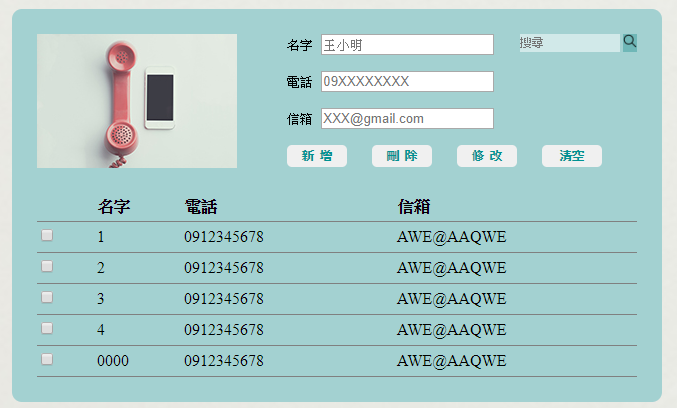 名字 王小明 搜尋
電話 09XXXXXXXX
信箱 XXX@gmail.com
新 增 刪 除 修 改 清空
名字 電話 信箱
1 0912345678 AWE@AAQWE
2 0912345678 AWE@AAQWE
3 0912345678 AWE@AAQWE
4 0912345678 AWE@AAQWE
0000 0912345678 AWE@AAQWE